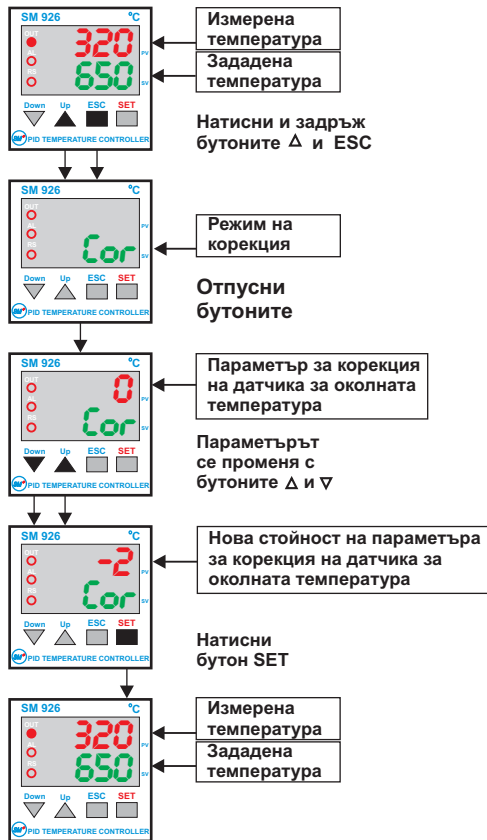 SM 926 °C
OUT 320 PV
AL
RS 650 SV
Down Up ESC SET
PID TEMPERATURE CONTROLLER
Измерена
температура
Зададена
температура
Натисни и задръж
бутоните Δ и ESC
SM 926 °C
OUT PV
AL
RS Cor SV
Down Up ESC SET
PID TEMPERATURE CONTROLLER
Режим на
корекция
Отпусни
бутоните
SM 926 °C
OUT 0 PV
AL
RS Cor SV
Down Up ESC SET
PID TEMPERATURE CONTROLLER
Параметър за корекция
на датчика за околната
температура
Параметърът
се променя с
бутоните Δ и ∇
SM 926 °C
OUT -2 PV
AL
RS Cor SV
Down Up ESC SET
PID TEMPERATURE CONTROLLER
Нова стойност на параметъра
за корекция на датчика за
околната температура
Натисни
бутон SET
SM 926 °C
OUT 320 PV
AL
RS 650 SV
Down Up ESC SET
PID TEMPERATURE CONTROLLER
Измерена
температура
Зададена
температура